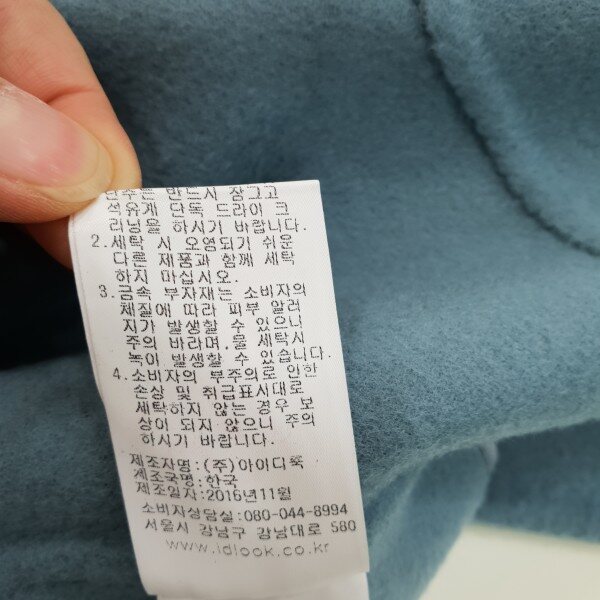 단추는 반드시 잠그고
석유계 단독 드라이 크
리닝을 하시기 바랍니다.
2.세탁 시 오염되기 쉬운
다른 제품과 함께 세탁
하지 마십시오.
3.금속 부자재는 소비자의
체질에 따라 피부 알러
지가 발생할 수 있으니
주의 바라며,물 세탁시
녹이 발생할 수 있습니다.
4.소비자의 부주의로 인한
손상 및 취급표시대로
세탁하지 않는 경우 보
상이 되지 않으니 주의
하시기 바랍니다.
제조자명:(주)아이디룩
제조국명:한국
제조일자:2016년11월
소비자상담실:080-044-8994
서울시 강남구 강남대로 580
www.idlook.co.kr